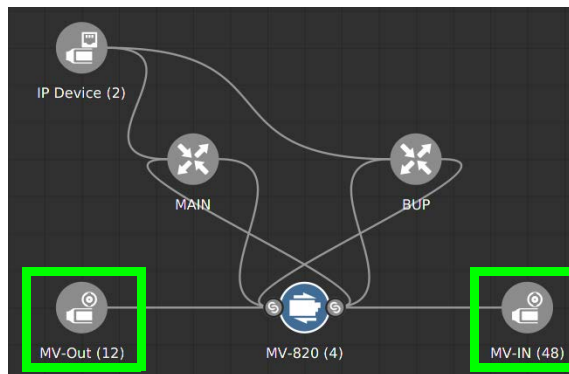 IP Device (2)
MAIN
BUP
MV-Out (12)
MV-820 (4)
MV-IN (48)